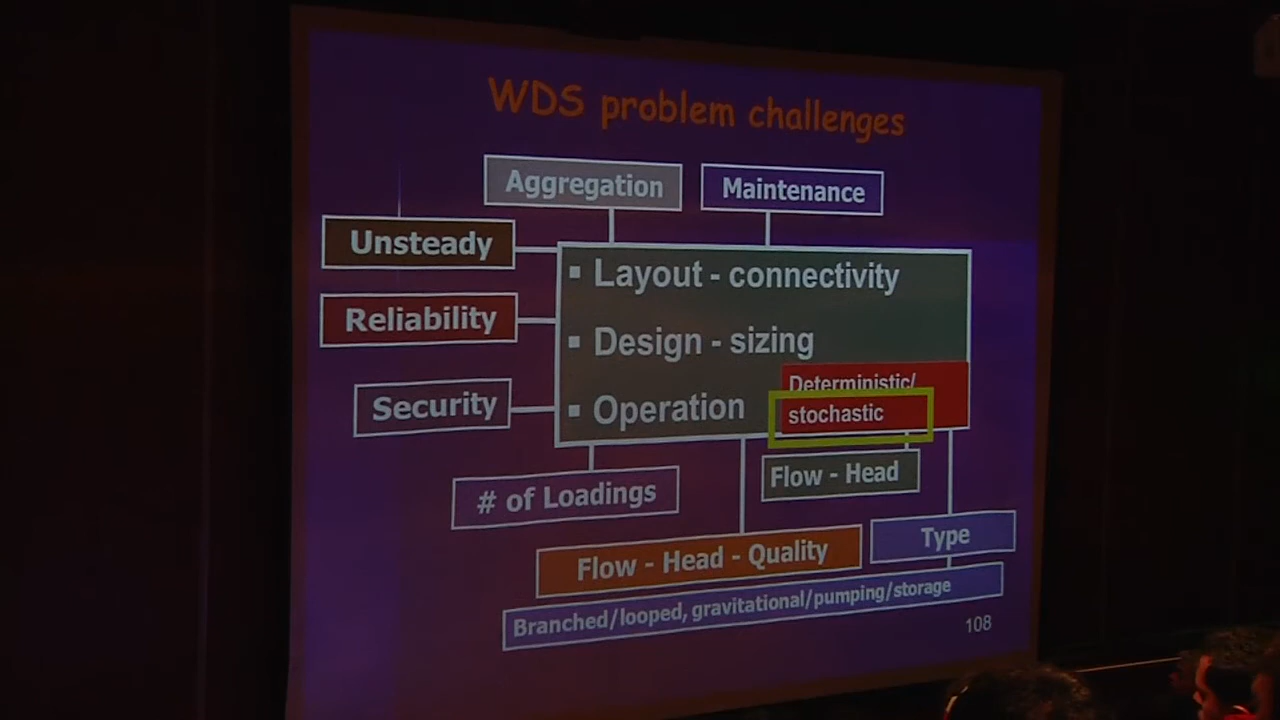 WDS problem challenges
Aggregation
Maintenance
Unsteady
Reliability
Security
▪ Layout - connectivity
▪ Design - sizing
▪ Operation
Deterministic/
stochastic
Flow - Head
# of Loadings
Type
Flow - Head - Quality
Branched/looped, gravitational/pumping/storage
108